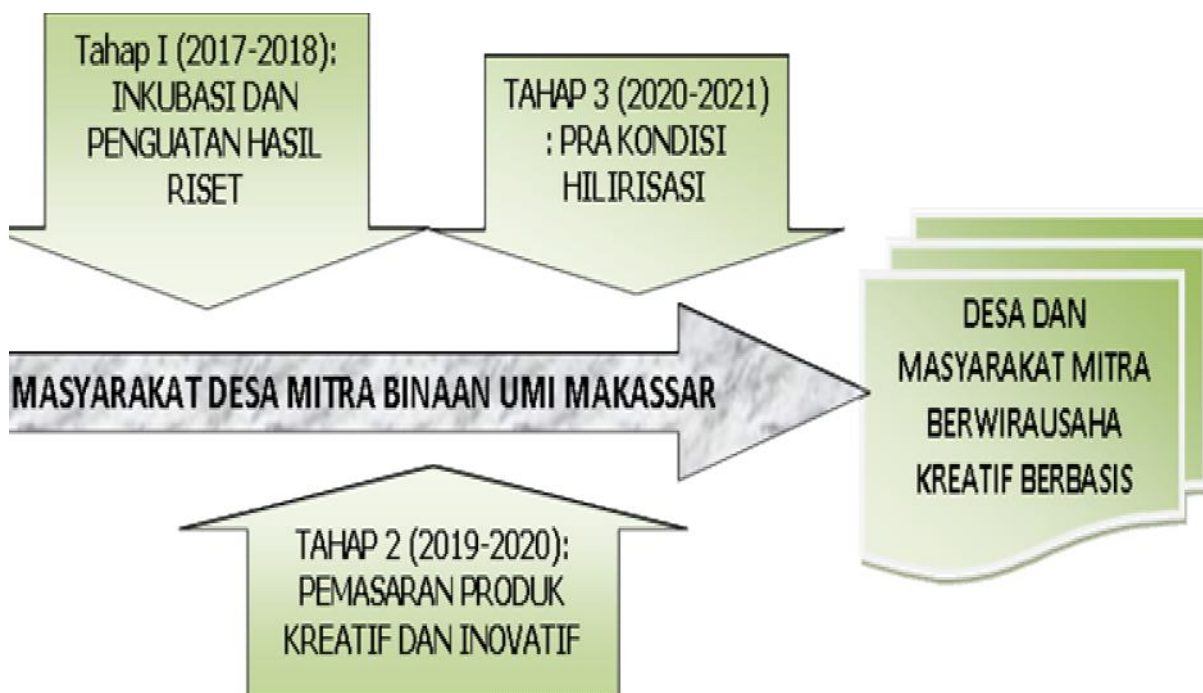 Tahap I (2017-2018):
INKUBASI DAN
PENGUATAN HASIL
RISET
TAHAP 3 (2020-2021)
: PRA KONDISI
HILIRISASI
MASYARAKAT DESA MITRA BINAAN UMI MAKASSAR
DESA DAN
MASYARAKAT MITRA
BERWIRAUSAHA
KREATIF BERBASIS
TAHAP 2 (2019-2020):
PEMASARAN PRODUK
KREATIF DAN INOVATIF